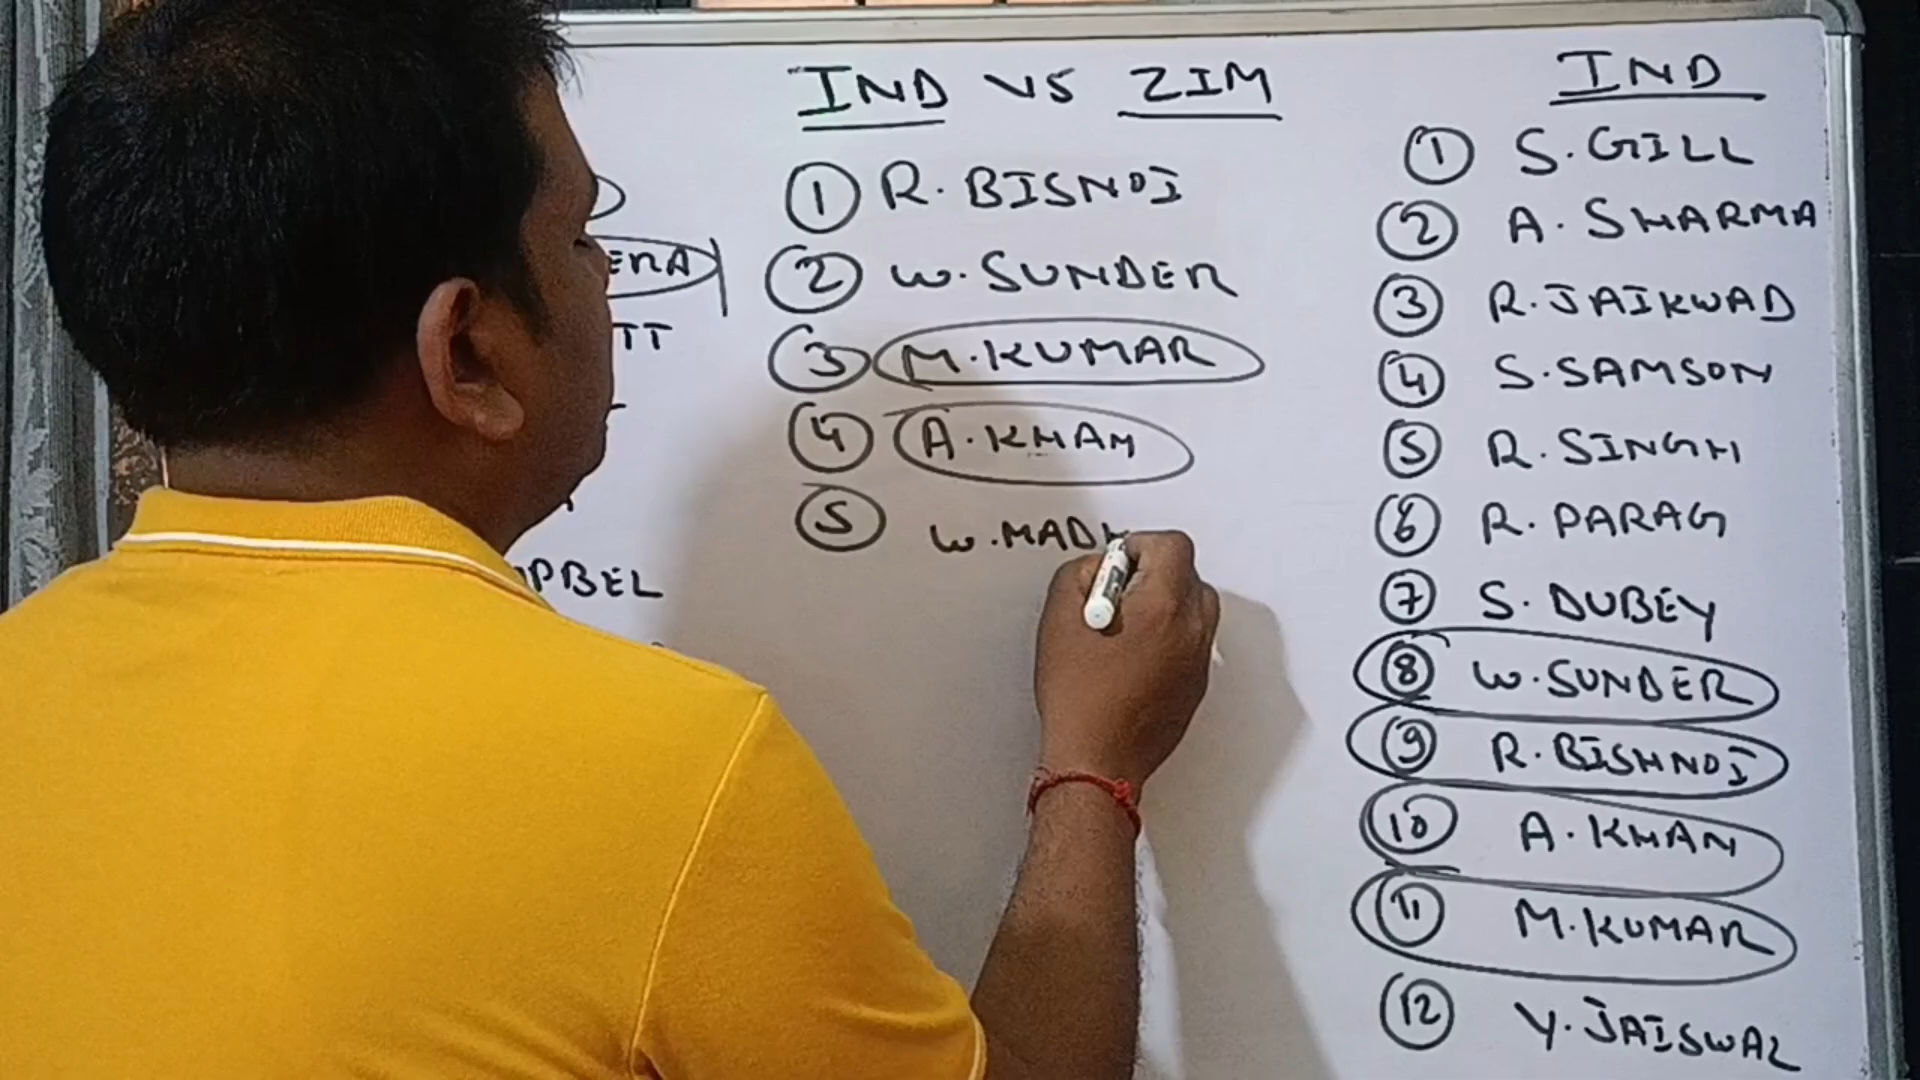 IND VS ZIM
① R. BISNOI
② W. SUNDER
③ M. KUMAR
④ A. KHAN
⑤ W. MADH
IND
① S. GILL
② A. SHARMA
③ R. JAIKWAD
④ S. SAMSON
⑤ R. SINGH
⑥ R. PARAG
⑦ S. DUBEY
⑧ W. SUNDER
⑨ R. BISHNOI
⑩ A. KHAN
⑪ M. KUMAR
⑫ Y. JAISWAL